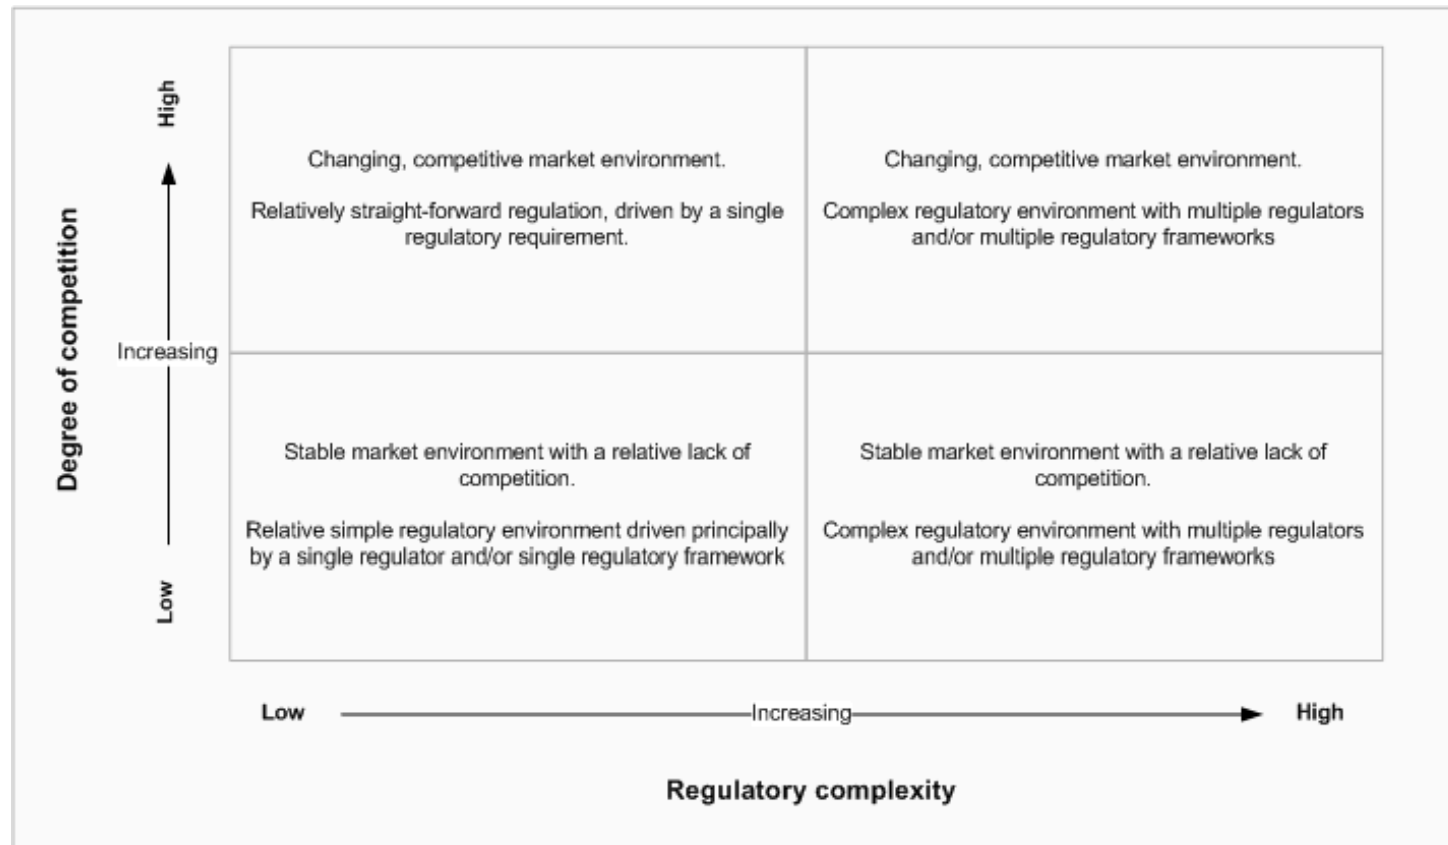 High
Changing, competitive market environment.
Relatively straight-forward regulation, driven by a single
regulatory requirement.
Changing, competitive market environment.
Complex regulatory environment with multiple regulators
and/or multiple regulatory frameworks
Degree of competition
Increasing
Stable market environment with a relative lack of
competition.
Relative simple regulatory environment driven principally
by a single regulator and/or single regulatory framework
Stable market environment with a relative lack of
competition.
Complex regulatory environment with multiple regulators
and/or multiple regulatory frameworks
Low
Low
Increasing
High
Regulatory complexity